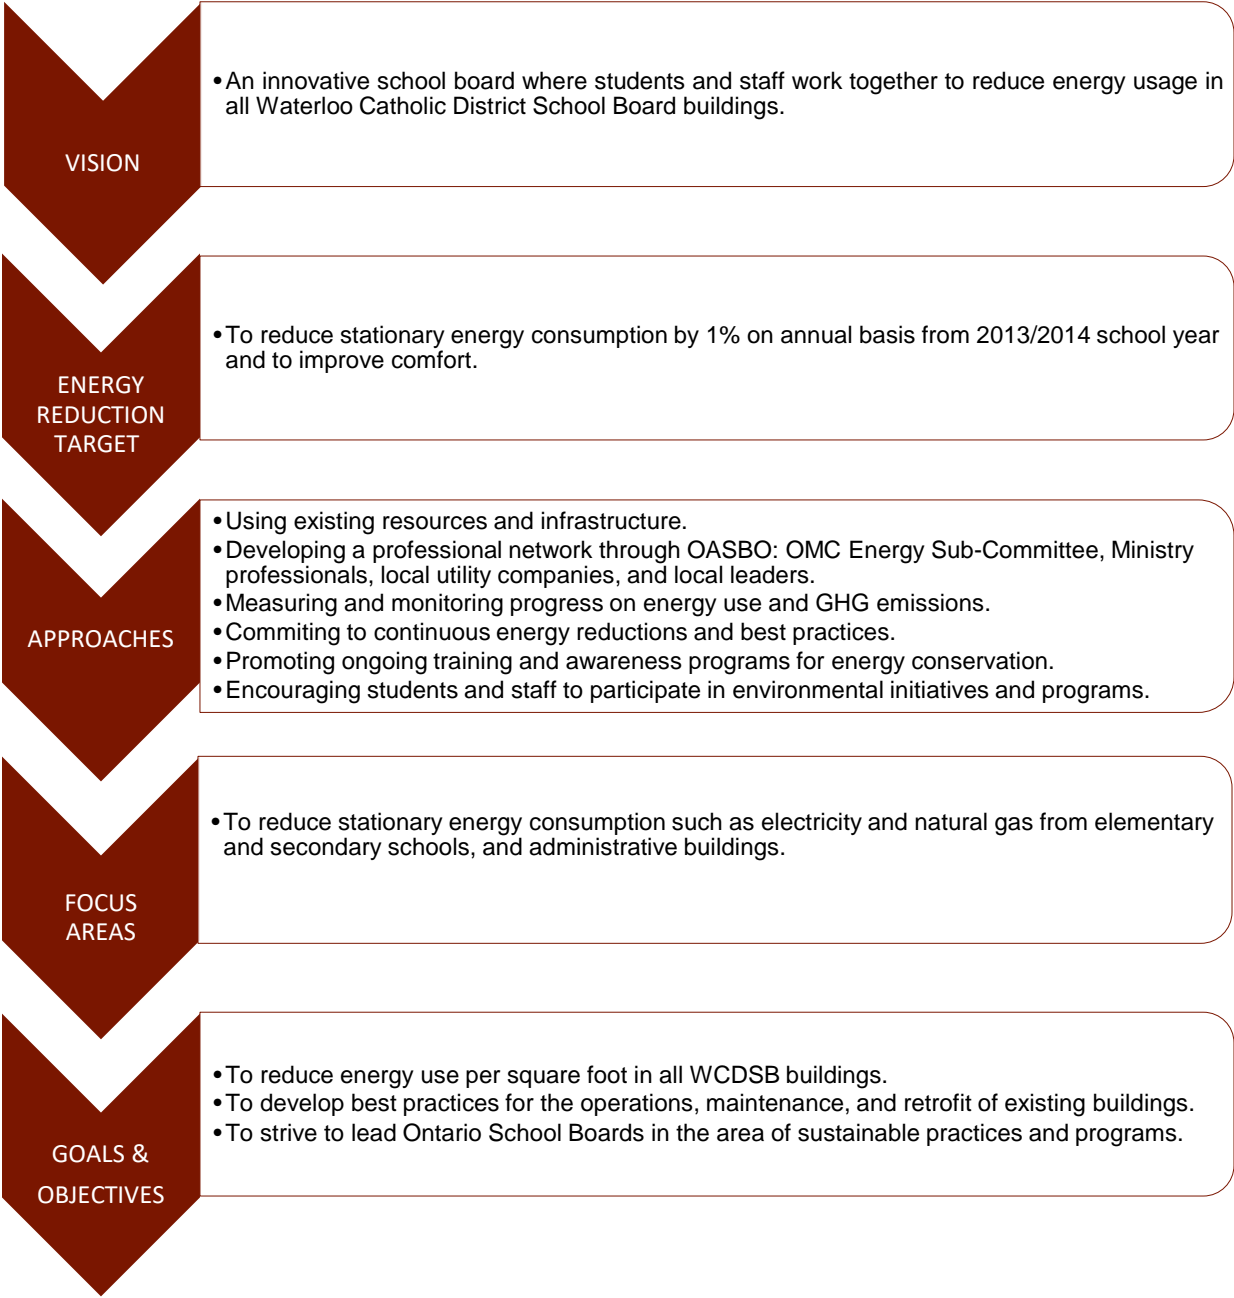 VISION
•An innovative school board where students and staff work together to reduce energy usage in
all Waterloo Catholic District School Board buildings.
ENERGY
REDUCTION
TARGET
•To reduce stationary energy consumption by 1% on annual basis from 2013/2014 school year
and to improve comfort.
APPROACHES
•Using existing resources and infrastructure.
•Developing a professional network through OASBO: OMC Energy Sub-Committee, Ministry
professionals, local utility companies, and local leaders.
•Measuring and monitoring progress on energy use and GHG emissions.
•Commiting to continuous energy reductions and best practices.
•Promoting ongoing training and awareness programs for energy conservation.
•Encouraging students and staff to participate in environmental initiatives and programs.
FOCUS
AREAS
•To reduce stationary energy consumption such as electricity and natural gas from elementary
and secondary schools, and administrative buildings.
GOALS &
OBJECTIVES
•To reduce energy use per square foot in all WCDSB buildings.
•To develop best practices for the operations, maintenance, and retrofit of existing buildings.
•To strive to lead Ontario School Boards in the area of sustainable practices and programs.